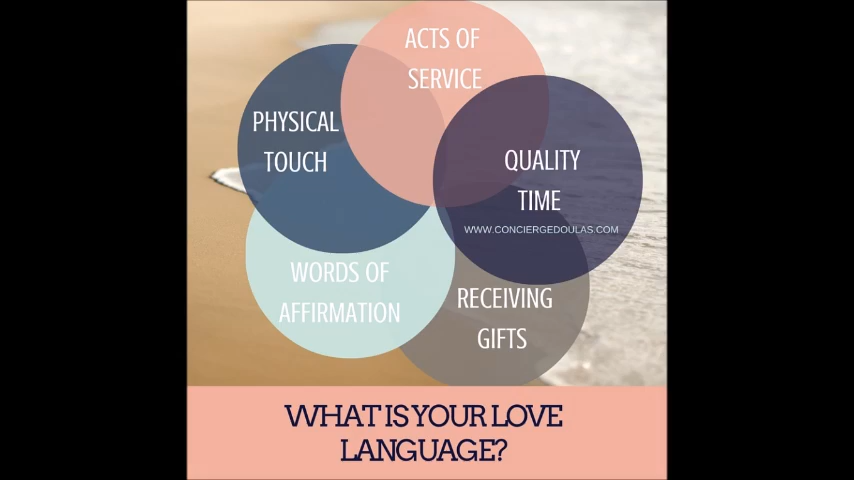 ACTS OF
SERVICE
PHYSICAL
TOUCH
QUALITY
TIME
WWW.CONCIERGEDOULAS.COM
WORDS OF
AFFIRMATION
RECEIVING
GIFTS
WHAT IS YOUR LOVE
LANGUAGE?